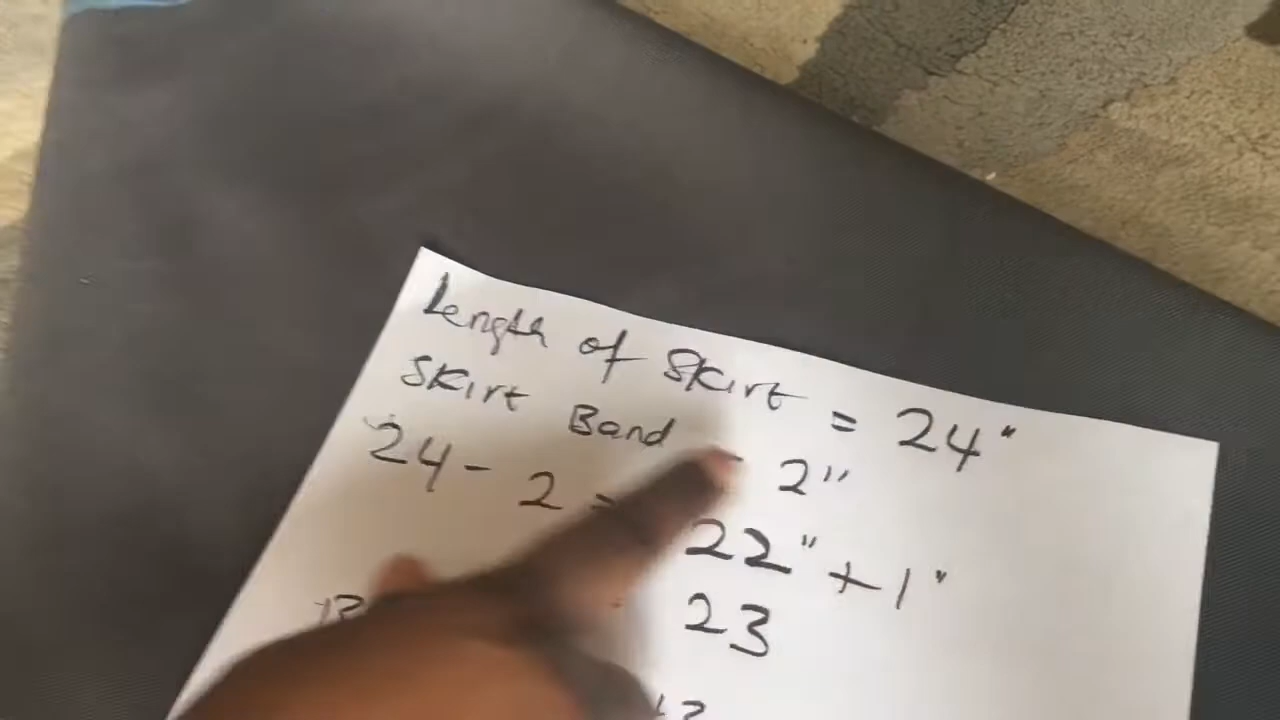 Length of Skirt = 24"
Skirt Band = 2"
24 - 2 = 22" + 1"
23